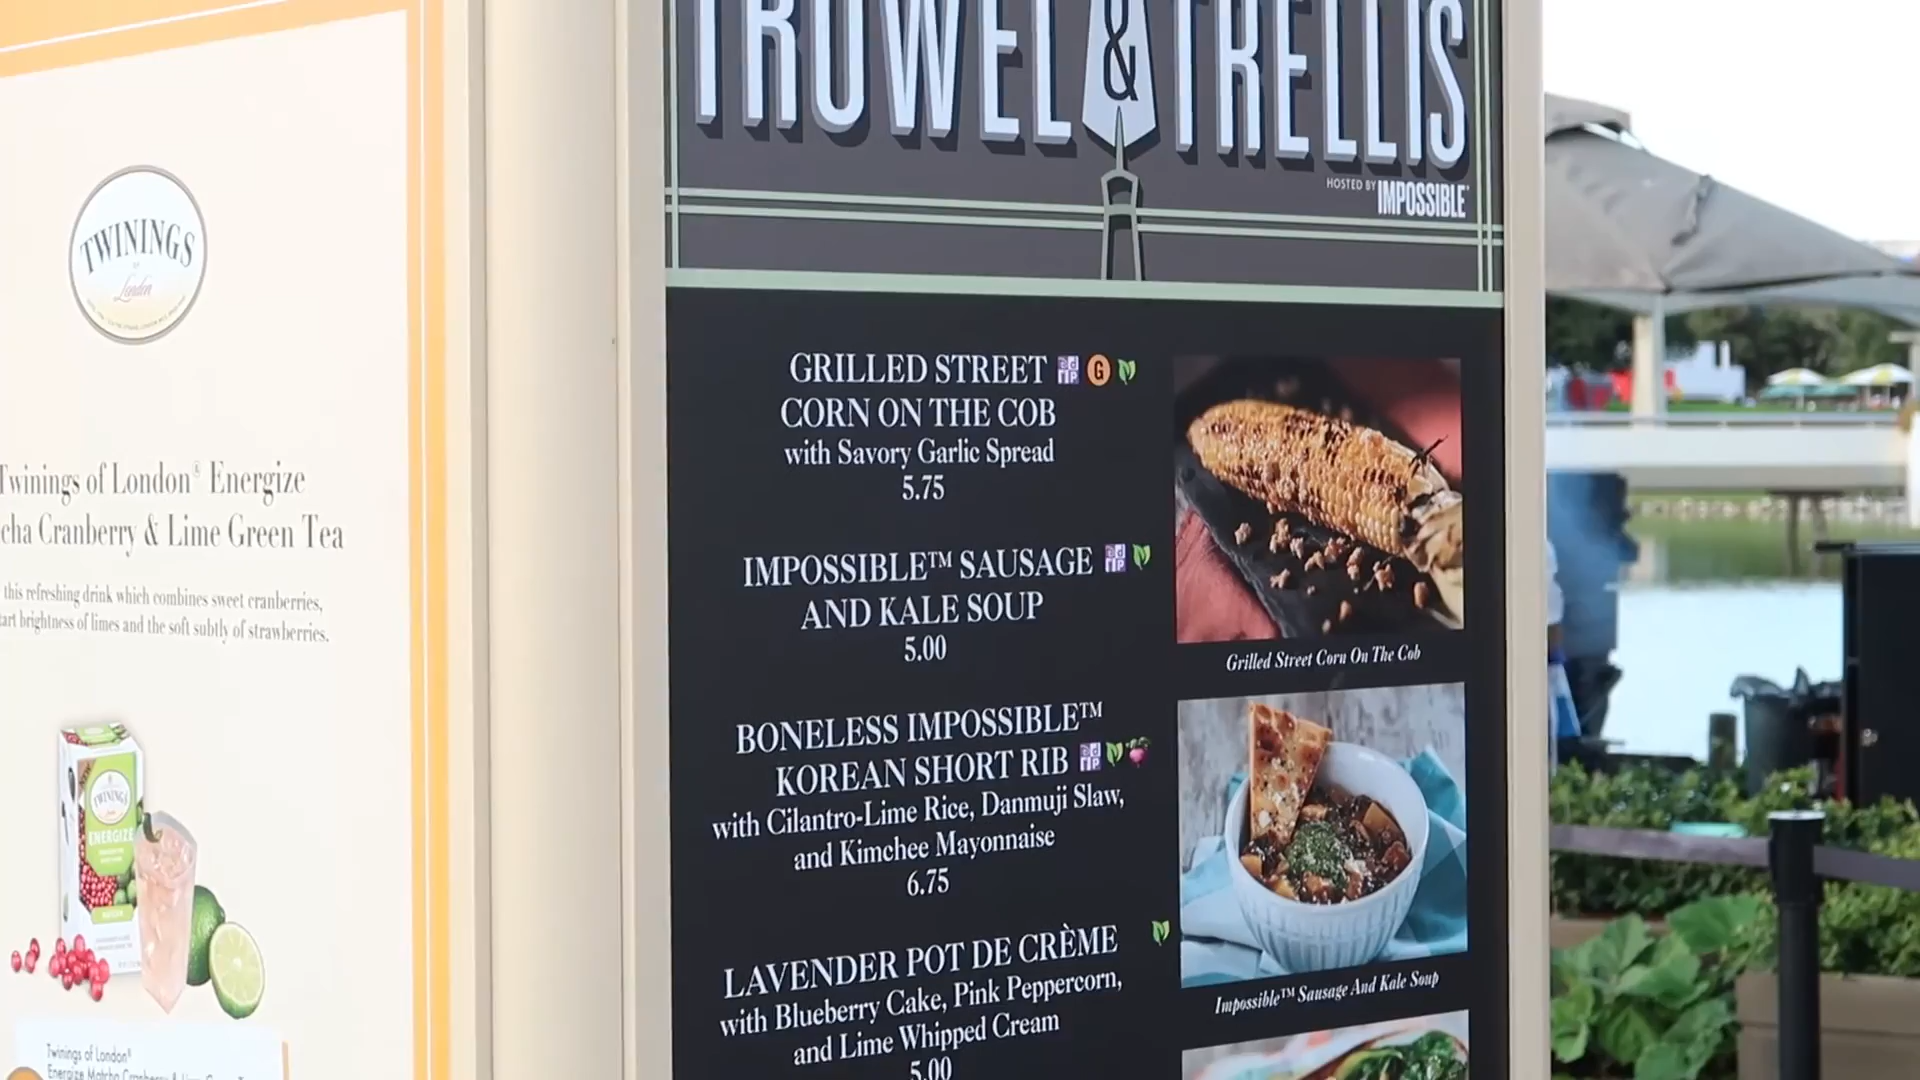 TWININGS
of
London
Twinings of London® Energize
cha Cranberry & Lime Green Tea
this refreshing drink which combines sweet cranberries,
art brightness of limes and the soft subtly of strawberries.
TWININGS
ENERGIZE
Twinings of London®
Energize Matcha Cranberry & Lime Green T
TROWEL & TRELLIS
HOSTED BY IMPOSSIBLE
GRILLED STREET G
CORN ON THE COB
with Savory Garlic Spread
5.75
IMPOSSIBLE™ SAUSAGE
AND KALE SOUP
5.00
BONELESS IMPOSSIBLE™
KOREAN SHORT RIB
with Cilantro-Lime Rice, Danmuji Slaw,
and Kimchee Mayonnaise
6.75
LAVENDER POT DE CRÈME
with Blueberry Cake, Pink Peppercorn,
and Lime Whipped Cream
5.00
Grilled Street Corn On The Cob
Impossible™ Sausage And Kale Soup